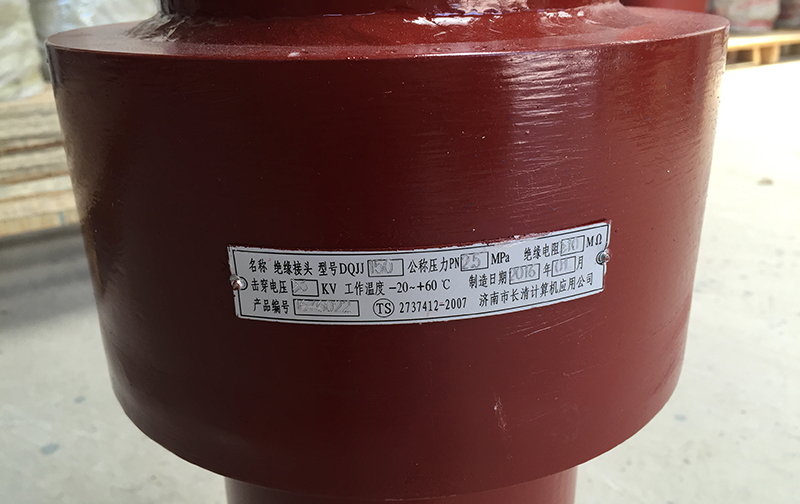 名称 绝缘接头 型号DQJJ 150 公称压力PN 2.5 MPa 绝缘电阻 ≥10 MΩ
击穿电压 KV 工作温度 -20~+60℃ 制造日期 2016 年 07 月
产品编号 TS 2737412-2007 济南市长清计算机应用公司